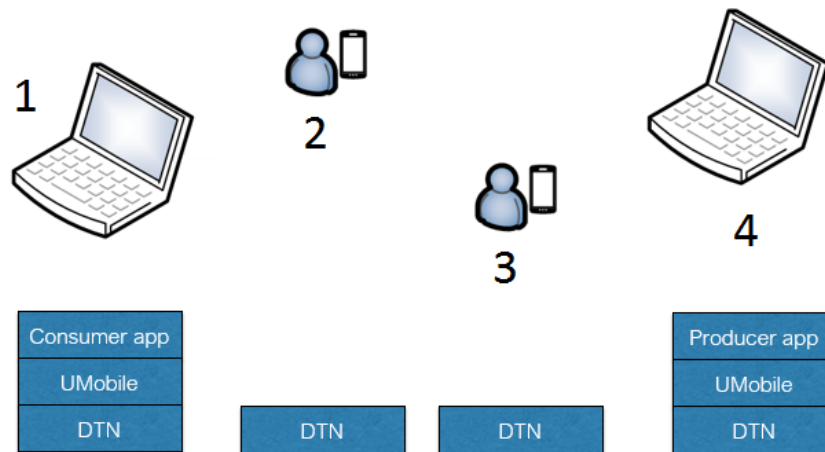 1
2
3
4
Consumer app
UMobile
DTN
DTN
DTN
Producer app
UMobile
DTN